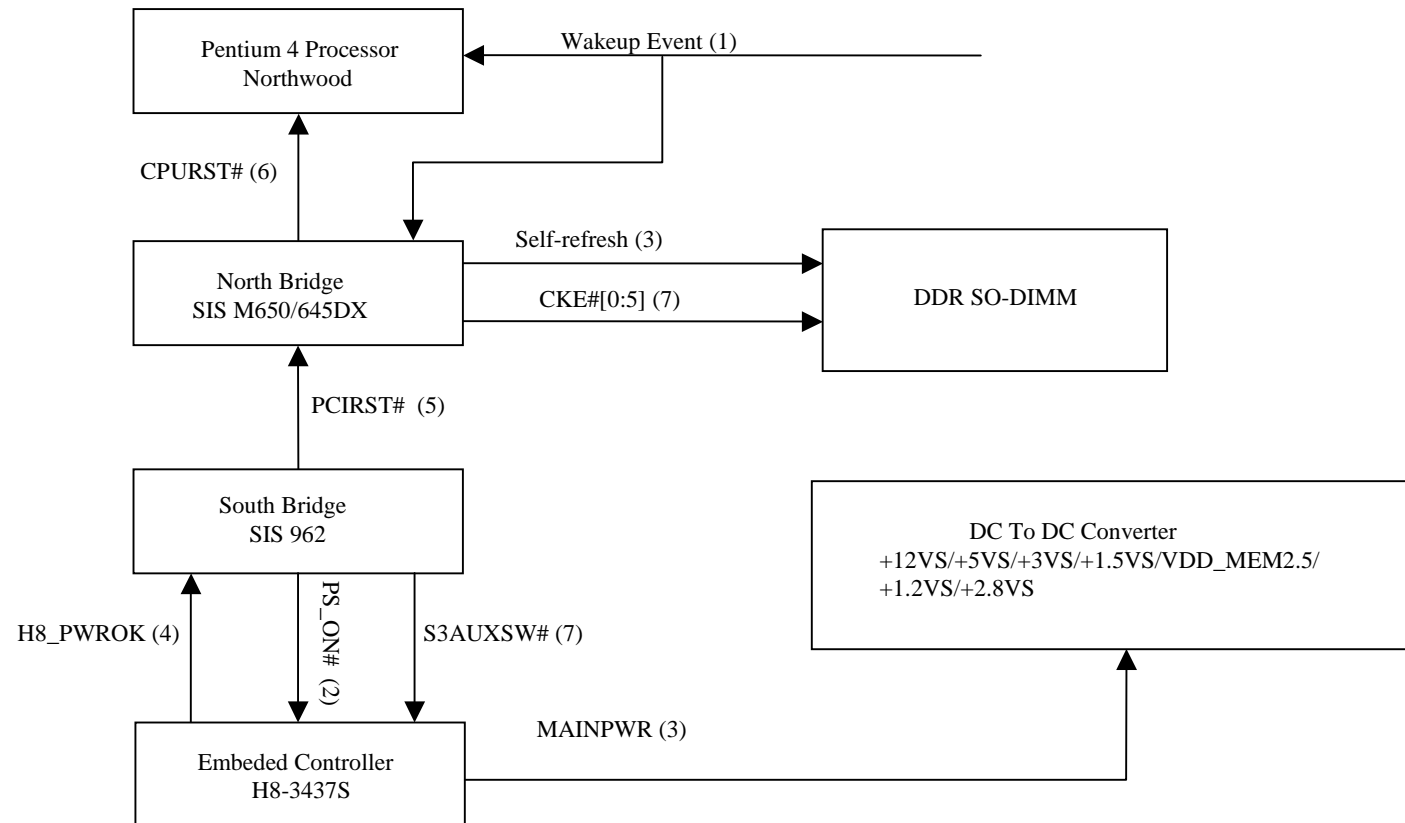 Pentium 4 Processor
Northwood
Wakeup Event (1)
CPURST# (6)
Self-refresh (3)
North Bridge
SIS M650/645DX
CKE#[0:5] (7)
DDR SO-DIMM
PCIRST# (5)
South Bridge
SIS 962
DC To DC Converter
+12VS/+5VS/+3VS/+1.5VS/VDD_MEM2.5/
+1.2VS/+2.8VS
H8_PWROK (4)
PS_ON# (2)
S3AUXSW# (7)
MAINPWR (3)
Embeded Controller
H8-3437S